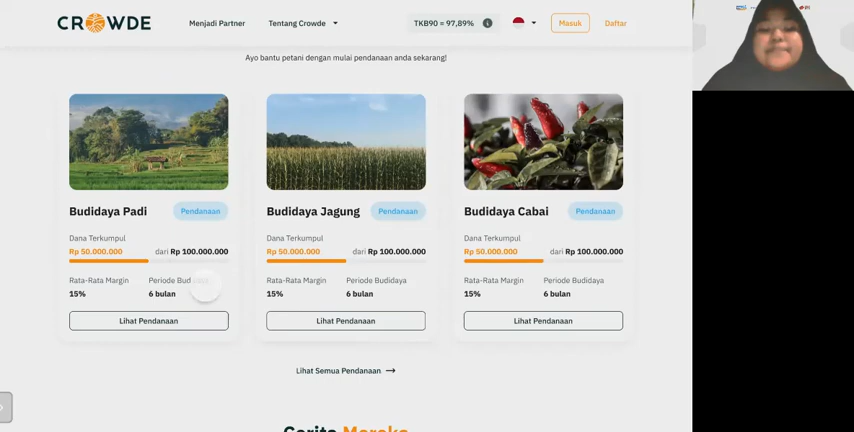 CROWDE
Menjadi Partner
Tentang Crowde
TKB90 = 97,89%
Masuk
Daftar
Ayo bantu petani dengan mulai pendanaan anda sekarang!
Budidaya Padi
Pendanaan
Dana Terkumpul
Rp 50.000.000 dari Rp 100.000.000
Rata-Rata Margin
15%
Periode
6 bulan
Lihat Pendanaan
Budidaya Jagung
Pendanaan
Dana Terkumpul
Rp 50.000.000 dari Rp 100.000.000
Rata-Rata Margin
15%
Periode Budidaya
6 bulan
Lihat Pendanaan
Budidaya Cabai
Pendanaan
Dana Terkumpul
Rp 50.000.000 dari Rp 100.000.000
Rata-Rata Margin
15%
Periode Budidaya
6 bulan
Lihat Pendanaan
Lihat Semua Pendanaan
Cerita Mereka